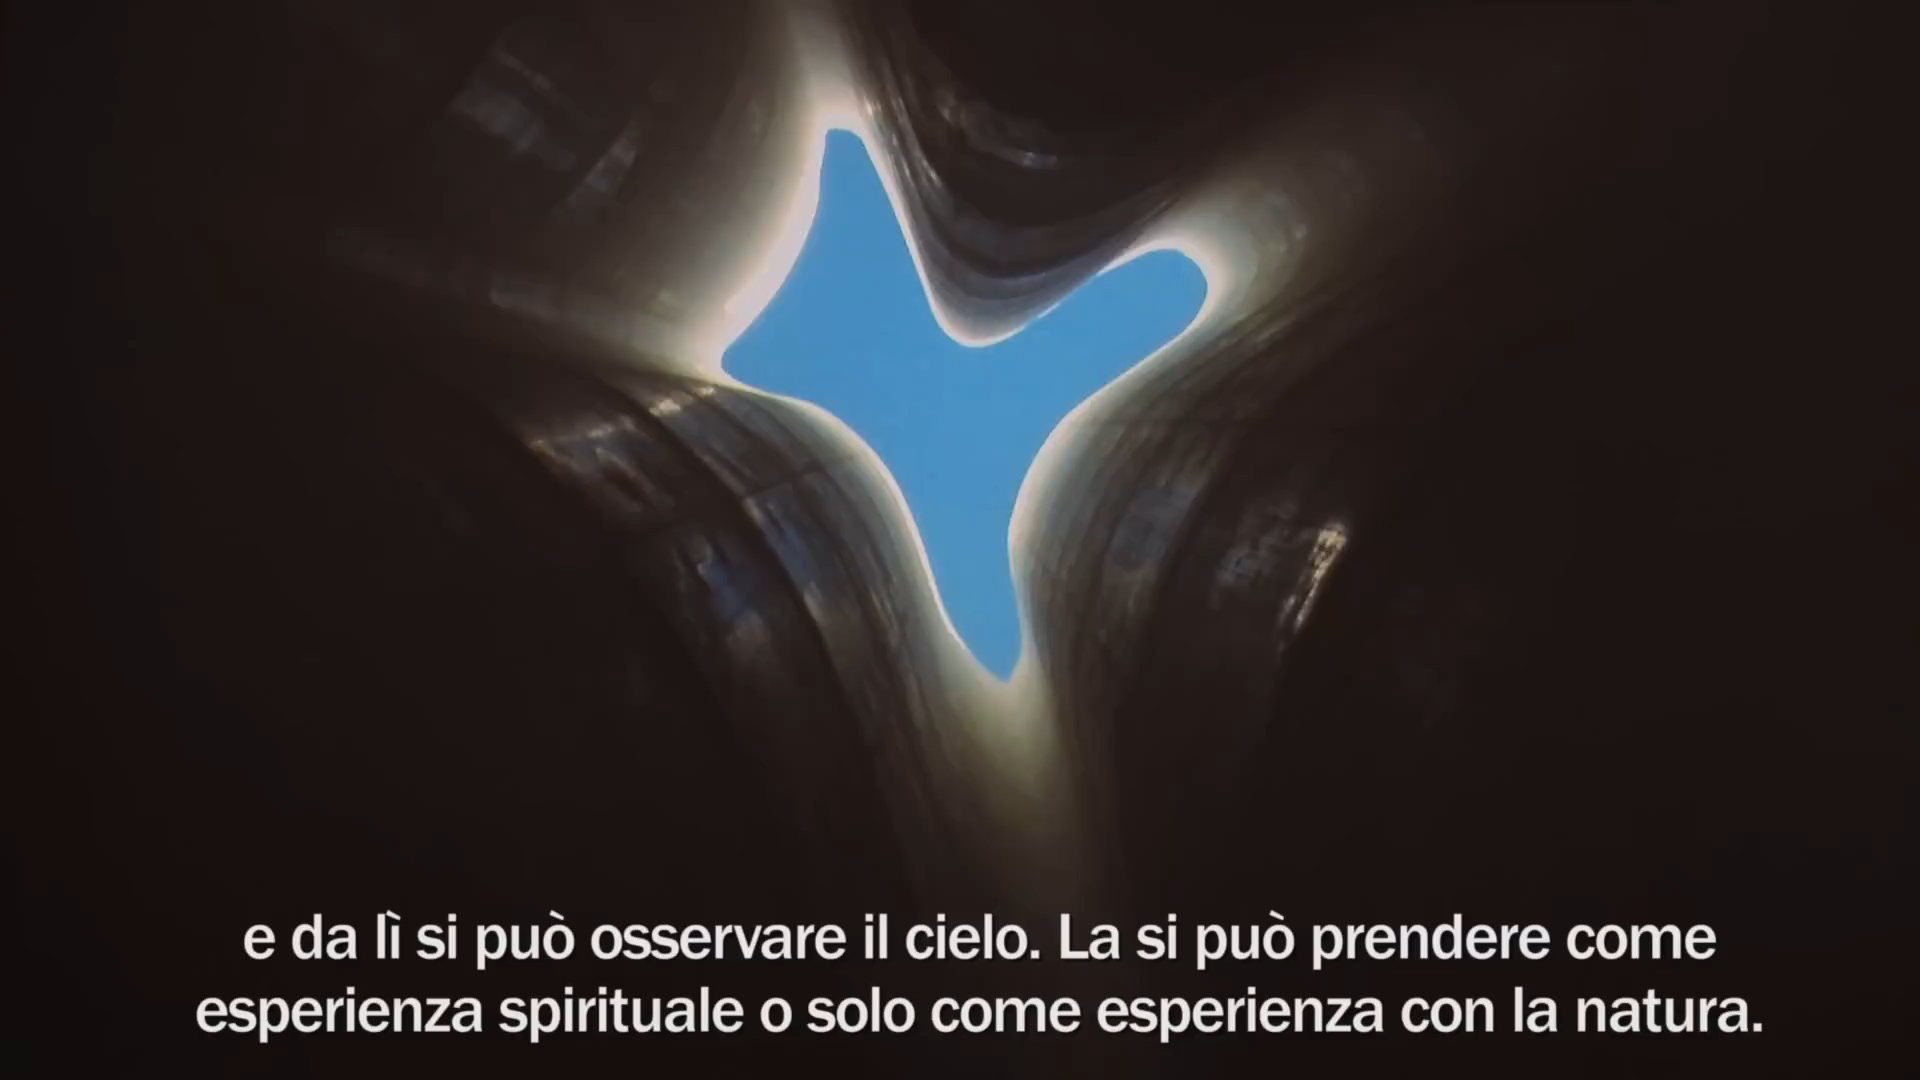 e da lì si può osservare il cielo. La si può prendere come
esperienza spirituale o solo come esperienza con la natura.